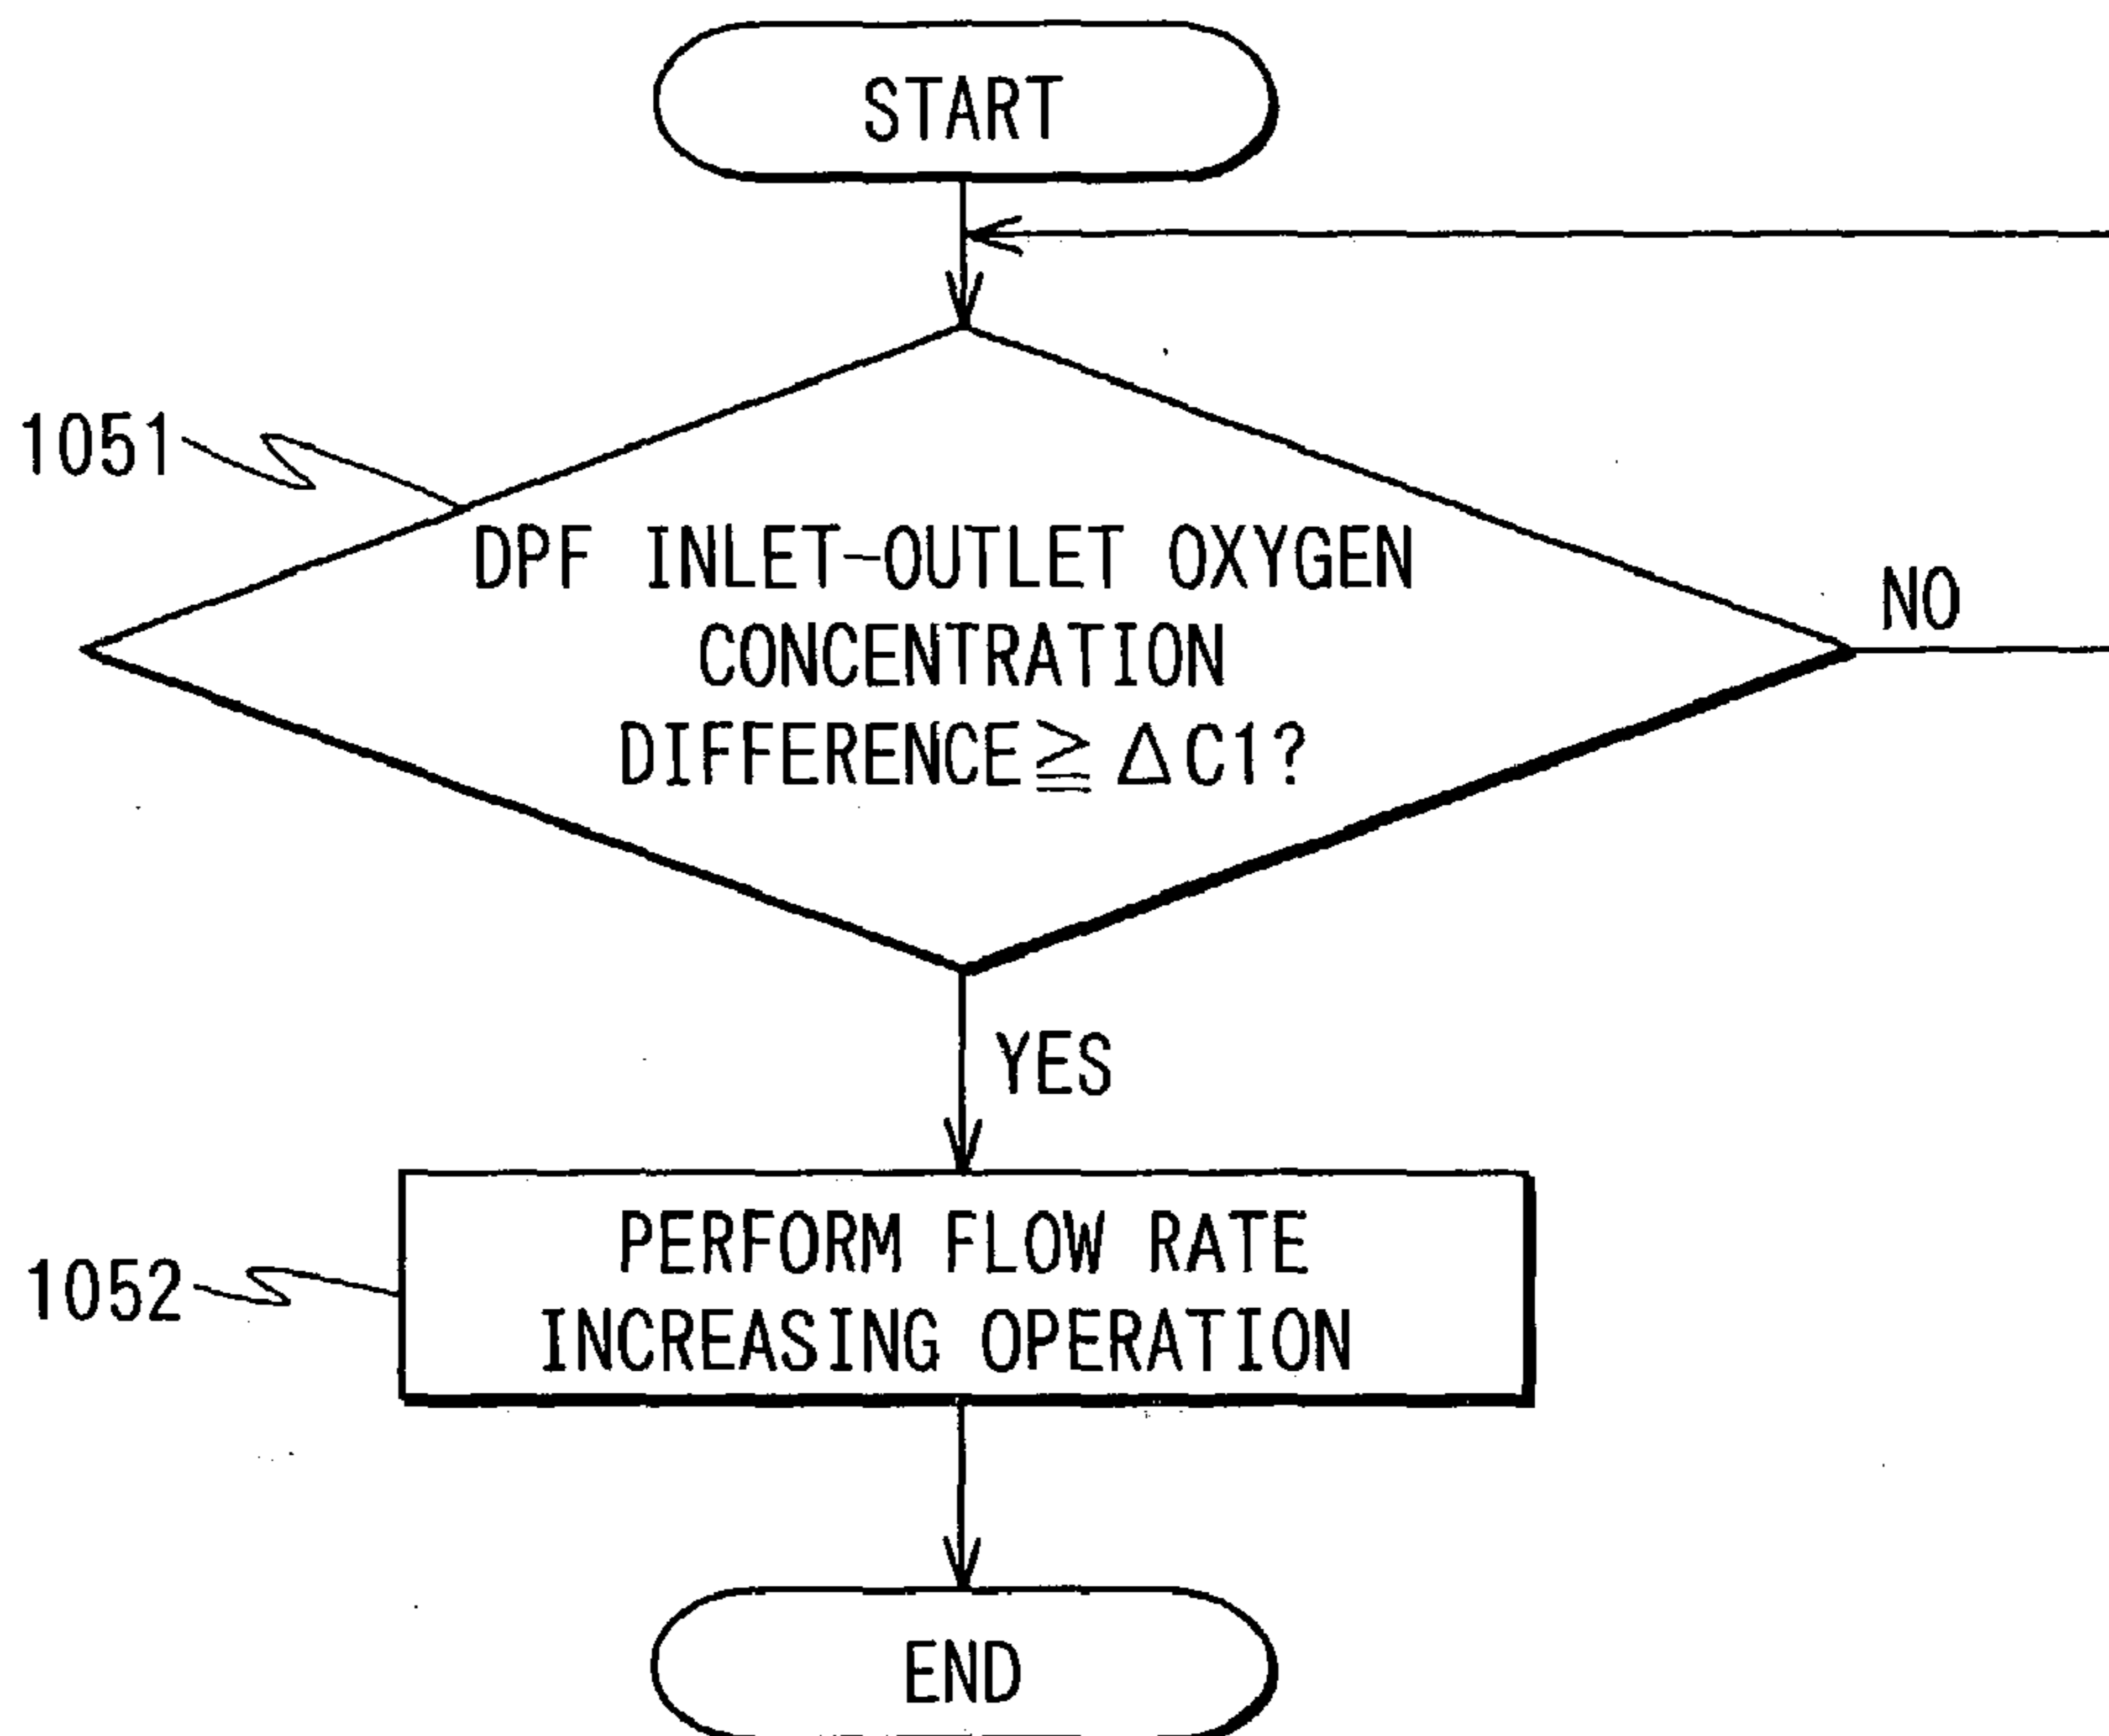 START
1051
DPF INLET-OUTLET OXYGEN
CONCENTRATION
DIFFERENCE≧ΔC1?
NO
YES
1052
PERFORM FLOW RATE
INCREASING OPERATION
END